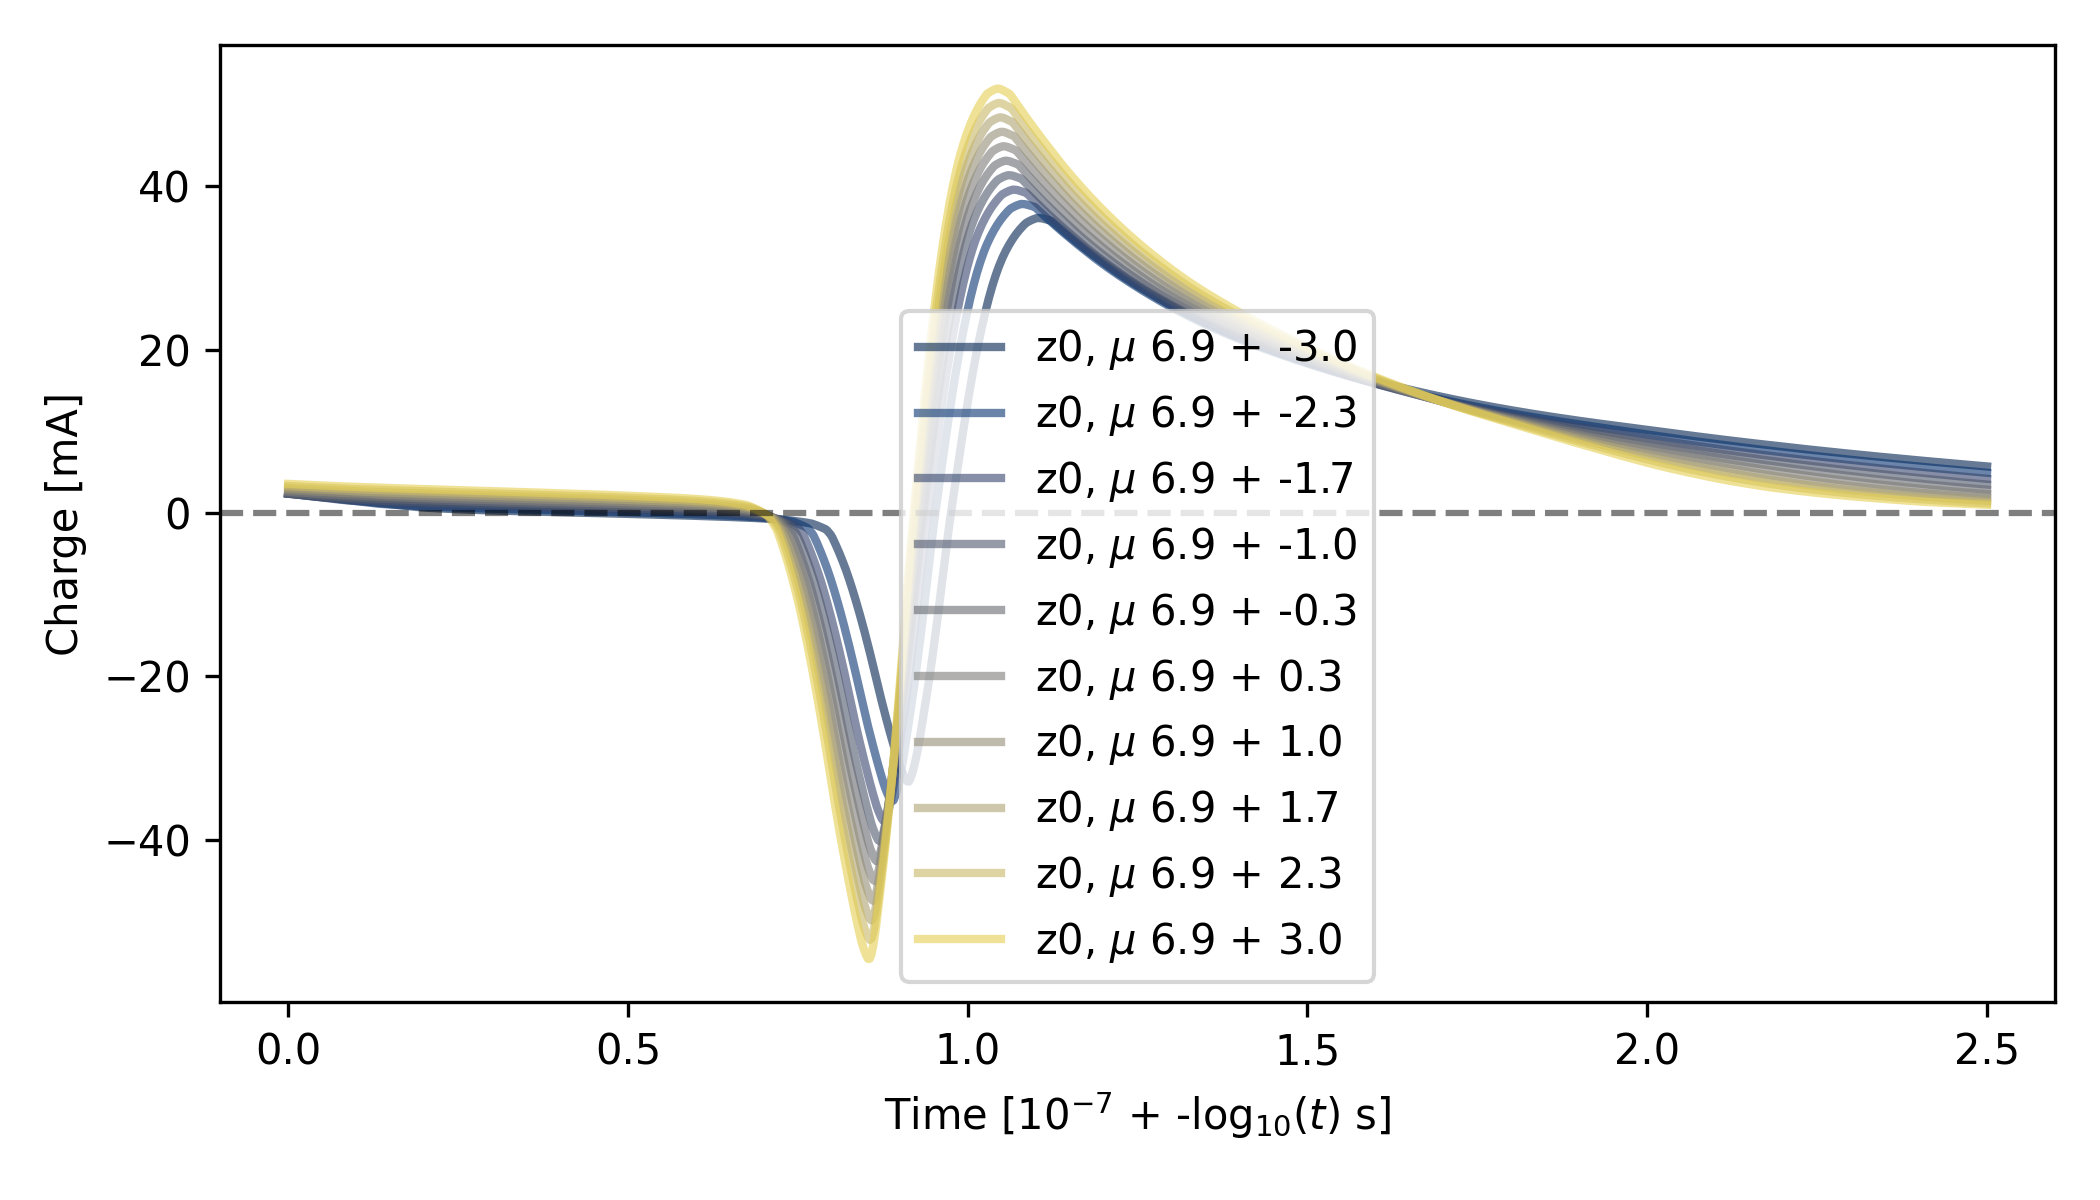 Charge [mA]
40
20
0
−20
−40
z0, μ 6.9 + -3.0
z0, μ 6.9 + -2.3
z0, μ 6.9 + -1.7
z0, μ 6.9 + -1.0
z0, μ 6.9 + -0.3
z0, μ 6.9 + 0.3
z0, μ 6.9 + 1.0
z0, μ 6.9 + 1.7
z0, μ 6.9 + 2.3
z0, μ 6.9 + 3.0
0.0 0.5 1.0 1.5 2.0 2.5
Time [10⁻⁷ + -log₁₀(t) s]